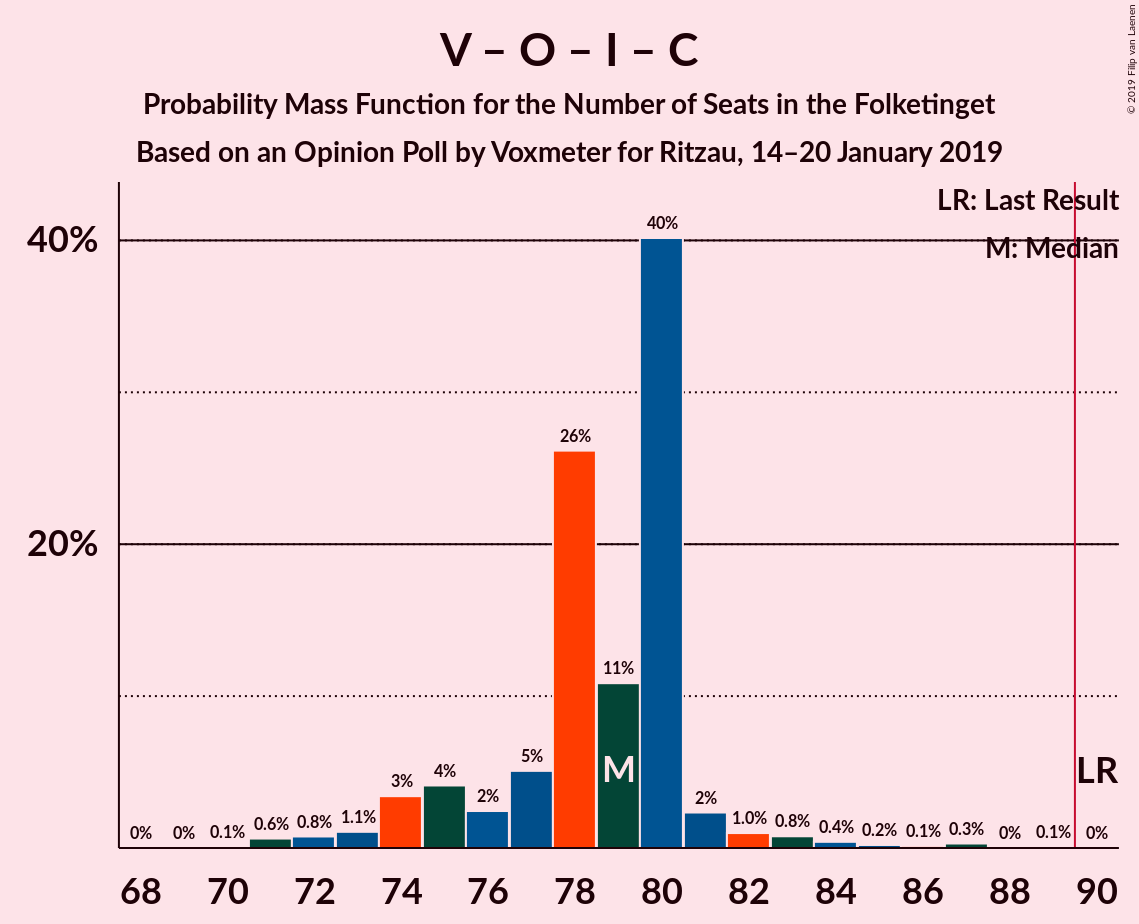 V – O – I – C
Probability Mass Function for the Number of Seats in the Folketinget
Based on an Opinion Poll by Voxmeter for Ritzau, 14–20 January 2019
© 2019 Filip van Laenen
LR: Last Result
M: Median
40%
20%
0%
0%
0.1%
0.6%
0.8%
1.1%
3%
4%
2%
5%
26%
11%
40%
2%
1.0%
0.8%
0.4%
0.2%
0.1%
0.3%
0%
0.1%
0%
M
LR
68 70 72 74 76 78 80 82 84 86 88 90